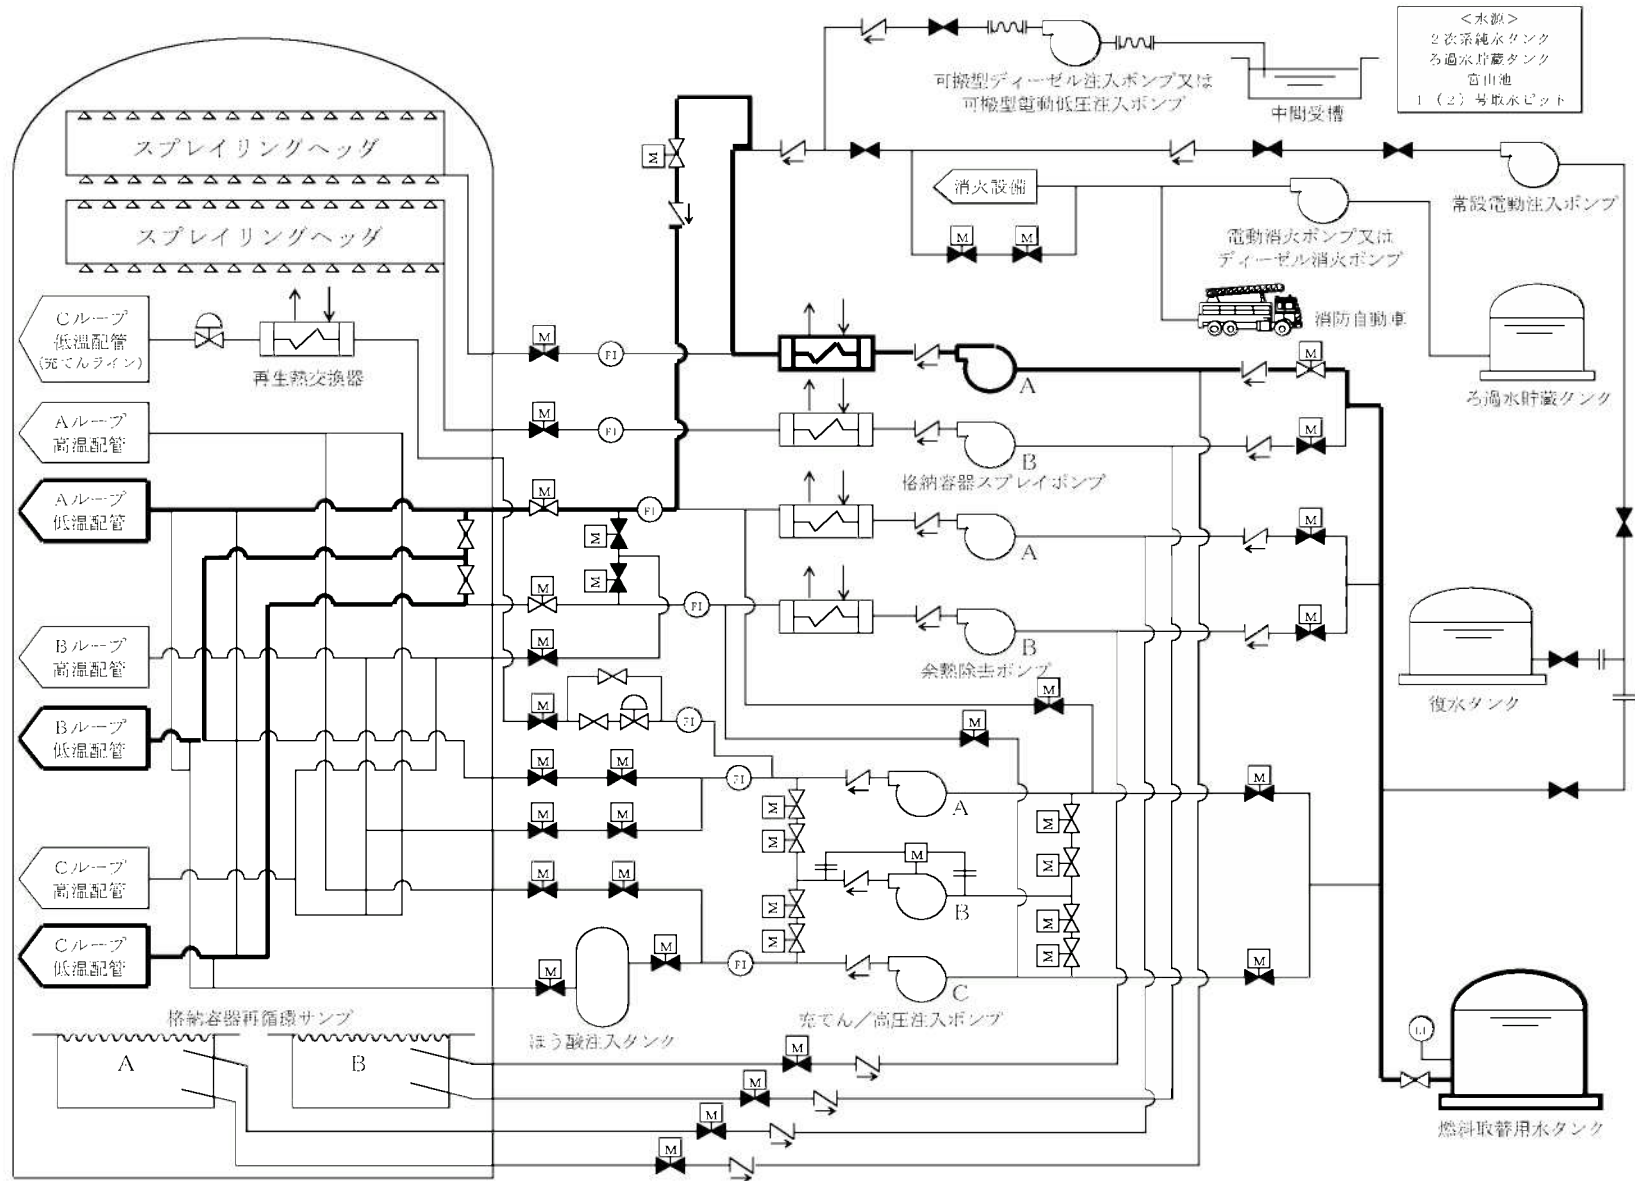 <水源>
2次系純水タンク
ろ過水貯蔵タンク
宮山池
1(2)号取水ピット
可搬型ディーゼル注入ポンプ又は
可搬型電動低圧注入ポンプ
中間受槽
スプレイリングヘッダ
M
消火設備
常設電動注入ポンプ
スプレイリングヘッダ
M
M
電動消火ポンプ又は
ディーゼル消火ポンプ
Cループ
低温配管
(充てんライン)
再生熱交換器
M
FI
消防自動車
M
A
ろ過水貯蔵タンク
Aループ
高温配管
M
FI
B
M
格納容器スプレイポンプ
Aループ
低温配管
M
FI
M
A
M
M
M
FI
B
M
余熱除去ポンプ
Bループ
高温配管
M
復水タンク
Bループ
低温配管
M
FI
M
M
M
M
FI
A
M
M
M
M
M
M
M
M
Cループ
高温配管
M
M
M
B
M
M
M
M
Cループ
低温配管
M
M
FI
C
M
ほう酸注入タンク
充てん/高圧注入ポンプ
格納容器再循環サンプ
A
B
M
M
M
M
LI
燃料取替用水タンク